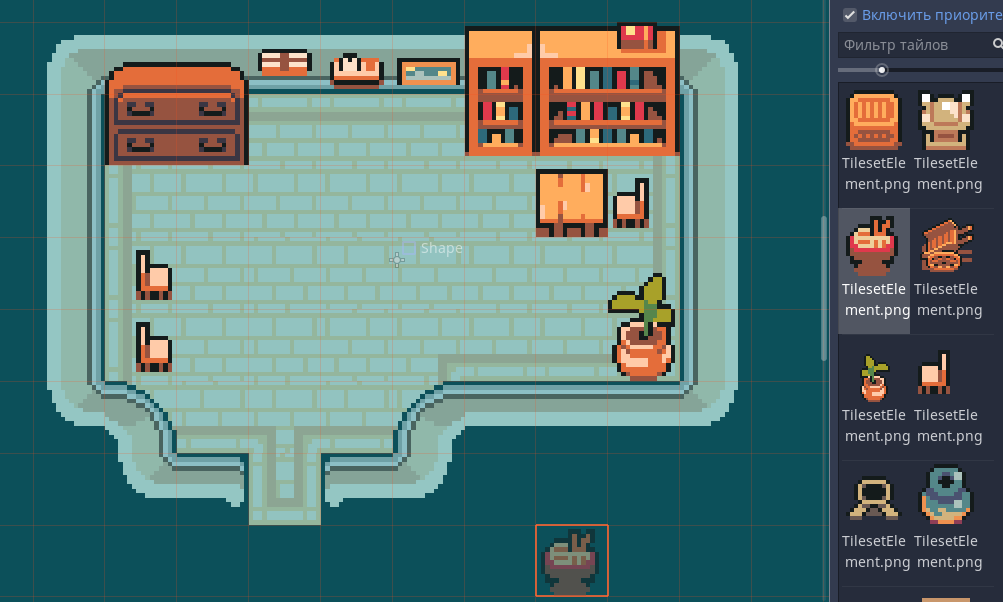 Включить приорите
Фильтр тайлов
Shape
TilesetEle
ment.png
TilesetEle
ment.png
TilesetEle
ment.png
TilesetEle
ment.png
TilesetEle
ment.png
TilesetEle
ment.png
TilesetEle
ment.png
TilesetEle
ment.png